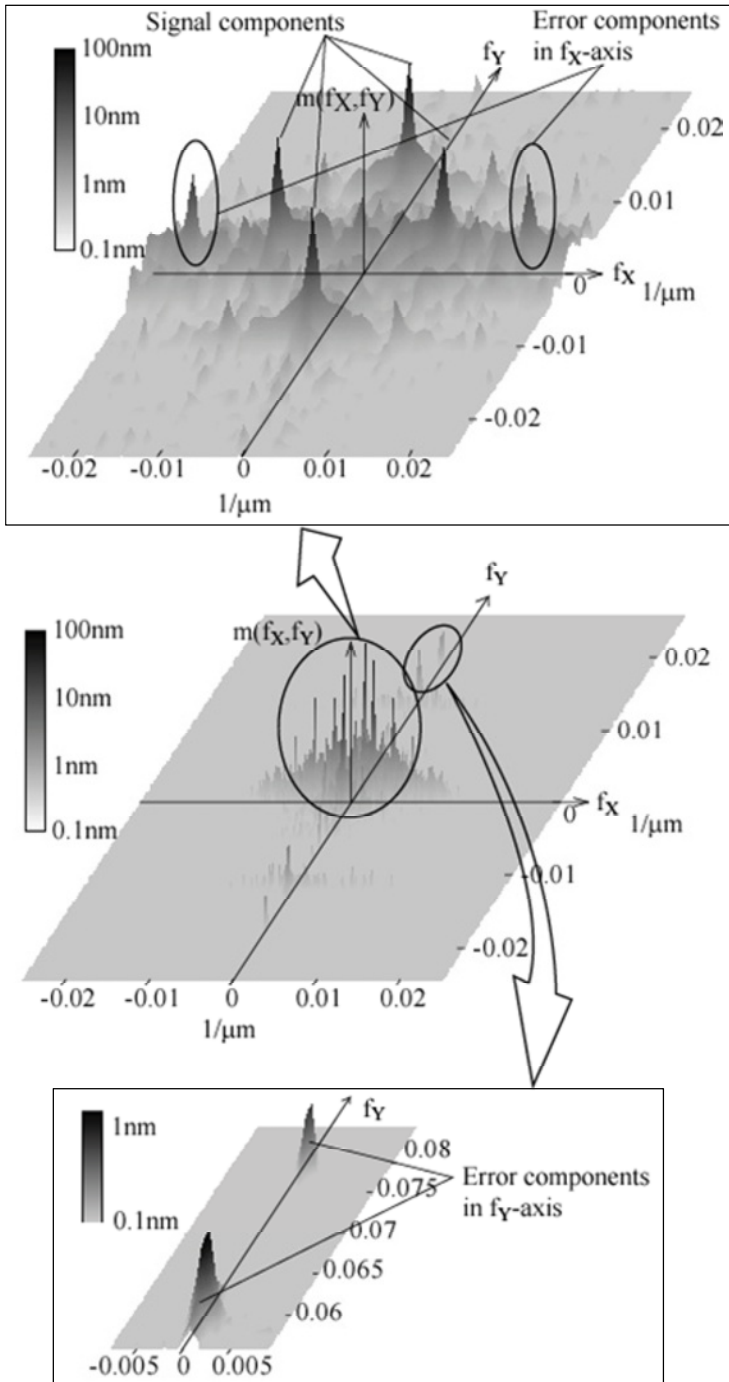 Signal components
Error components
in fX-axis
fY
100nm
10nm
1nm
0.1nm
m(fX,fY)
0.02
0.01
0
fX
1/μm
-0.01
-0.02
-0.02
-0.01
0
0.01
0.02
1/μm
fY
100nm
10nm
1nm
0.1nm
m(fX,fY)
0.02
0.01
0
fX
1/μm
-0.01
-0.02
-0.02
-0.01
0
0.01
0.02
1/μm
1nm
0.1nm
fY
0.08
0.075
0.07
0.065
0.06
Error components
in fY-axis
-0.005
0
0.005